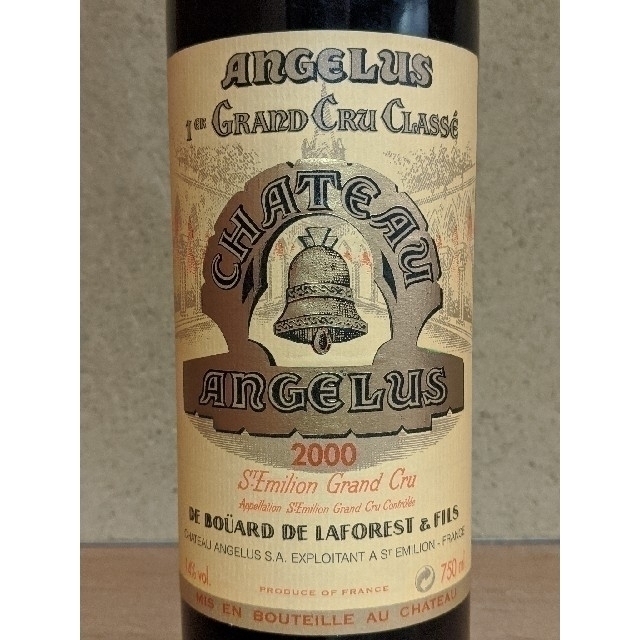 ANGELUS
1ER GRAND CRU CLASSÉ
CHATEAU
ANGELUS
2000
ST Emilion Grand Cru
Appellation ST Emilion Grand Cru Contrôlée
DE BOÜARD DE LAFOREST & FILS
CHATEAU ANGELUS S.A. EXPLOITANT A ST EMILION - FRANCE
14% vol.
PRODUCE OF FRANCE
750 ml
MIS EN BOUTEILLE AU CHATEAU